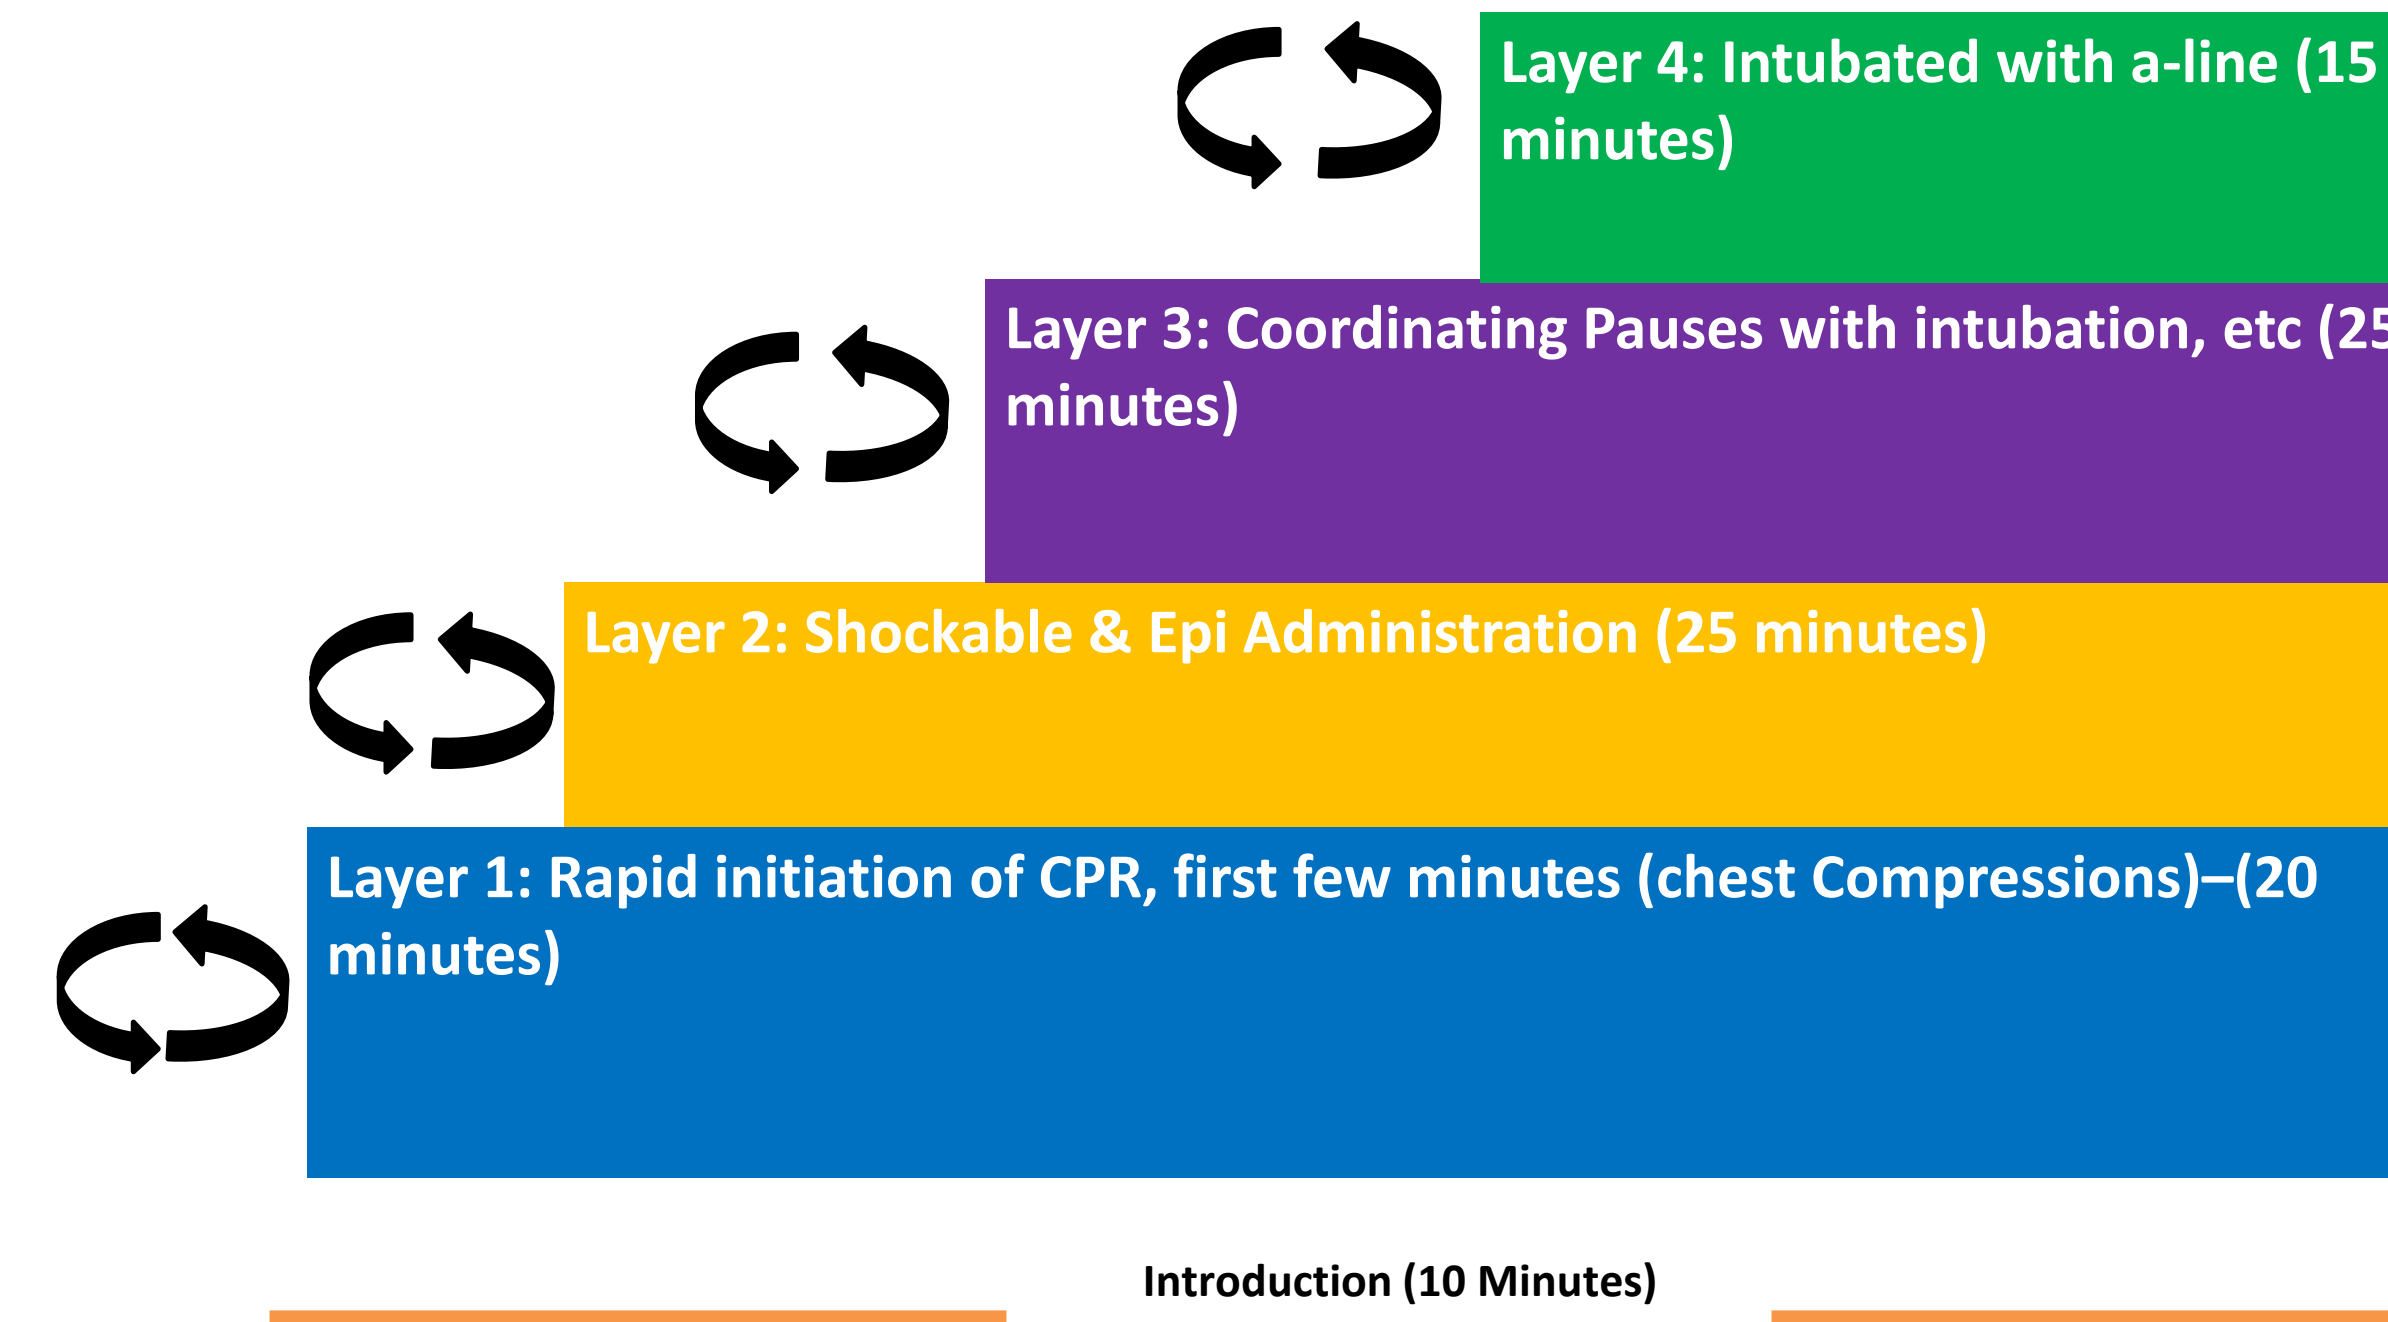 Layer 4: Intubated with a-line (15
minutes)
Layer 3: Coordinating Pauses with intubation, etc (25
minutes)
Layer 2: Shockable & Epi Administration (25 minutes)
Layer 1: Rapid initiation of CPR, first few minutes (chest Compressions)–(20
minutes)
Introduction (10 Minutes)